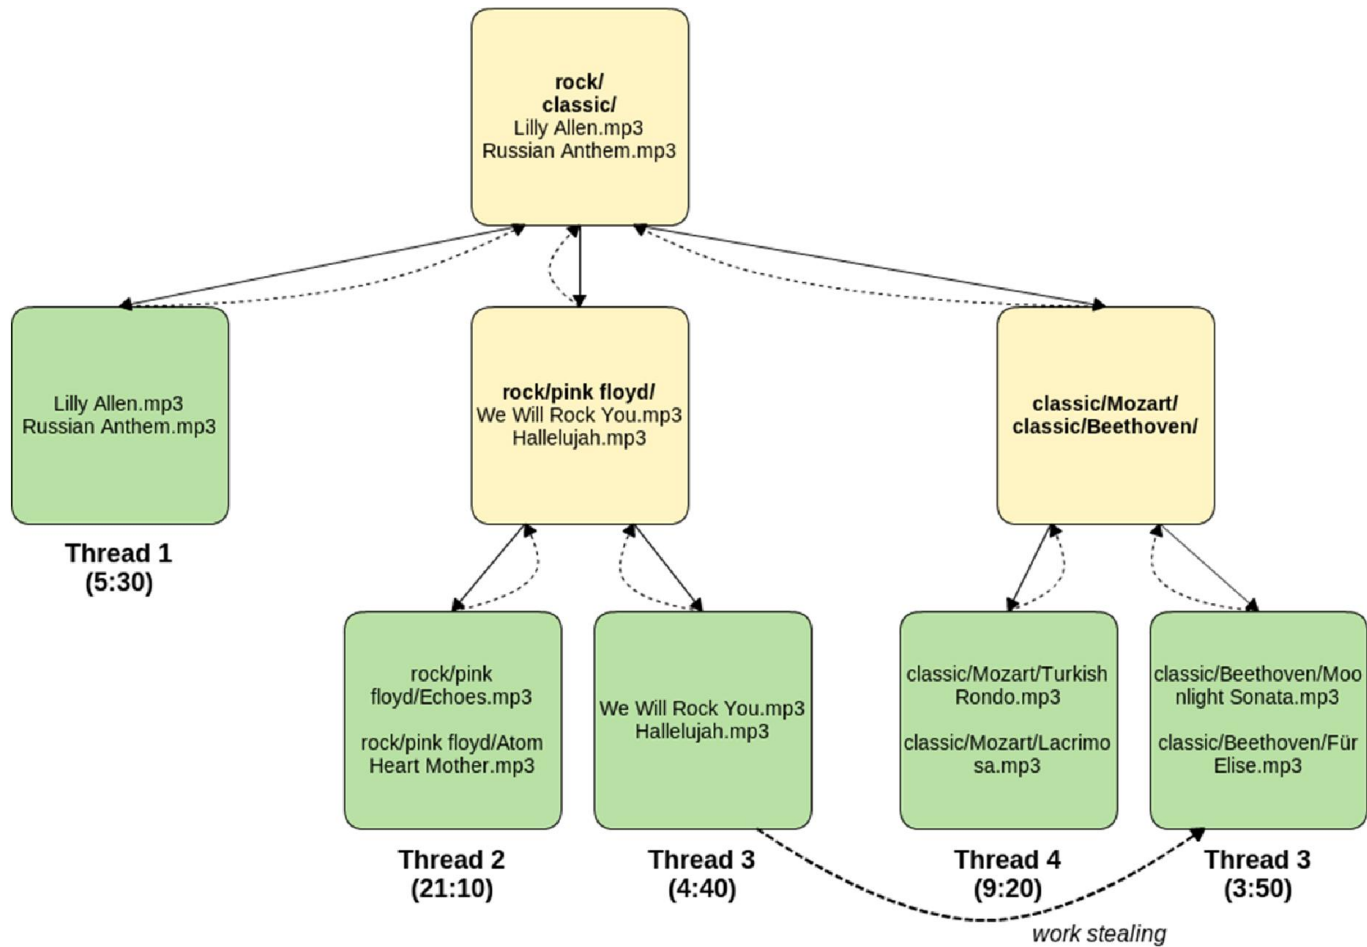 rock/
classic/
Lilly Allen.mp3
Russian Anthem.mp3
Lilly Allen.mp3
Russian Anthem.mp3
Thread 1
(5:30)
rock/pink floyd/
We Will Rock You.mp3
Hallelujah.mp3
classic/Mozart/
classic/Beethoven/
rock/pink
floyd/Echoes.mp3
rock/pink floyd/Atom
Heart Mother.mp3
Thread 2
(21:10)
We Will Rock You.mp3
Hallelujah.mp3
Thread 3
(4:40)
classic/Mozart/Turkish
Rondo.mp3
classic/Mozart/Lacrimo
sa.mp3
Thread 4
(9:20)
classic/Beethoven/Moo
nlight Sonata.mp3
classic/Beethoven/Für
Elise.mp3
Thread 3
(3:50)
work stealing